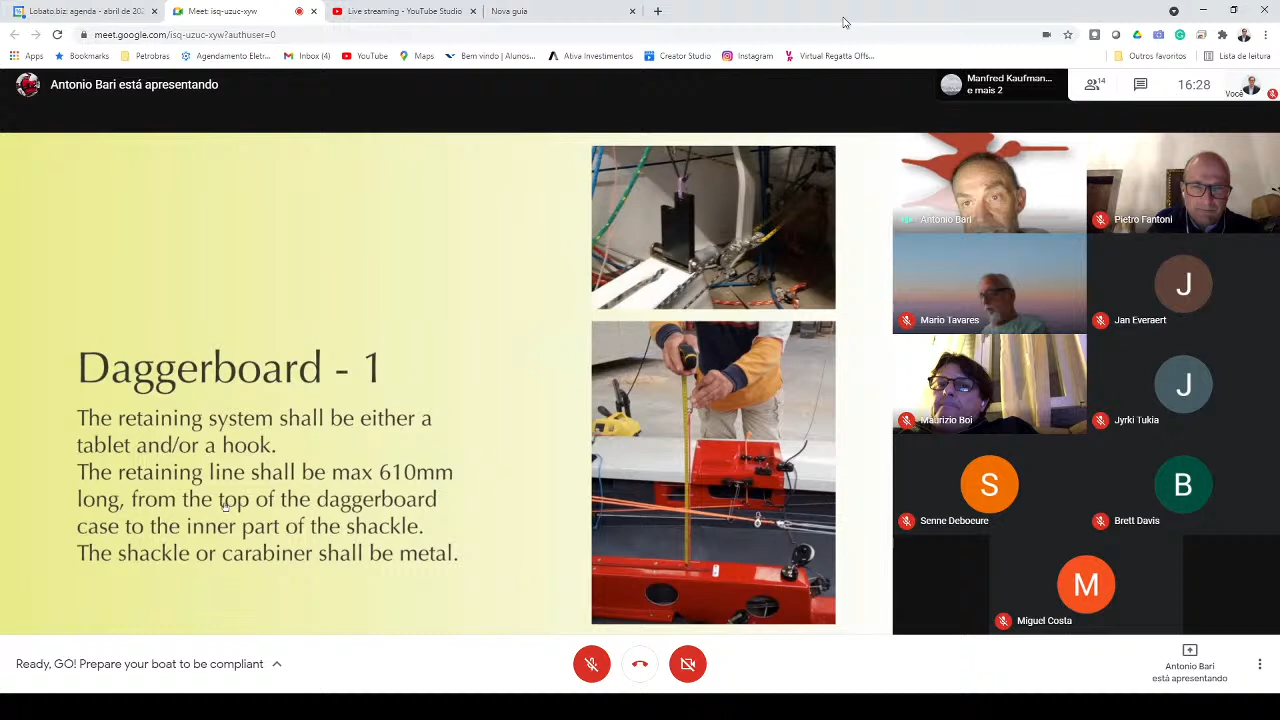 Lobato.biz: agenda - abril de 202
Meet: isq-uzuc-xyw
Live streaming - YouTube Studio
Nova guia
meet.google.com/isq-uzuc-xyw?authuser=0
Apps
Bookmarks
Petrobras
Agendamento Eletr...
Inbox (4)
YouTube
Maps
Bem vindo | Alunos...
Ativa Investimentos
Creator Studio
Instagram
Virtual Regatta Offs...
Outros favoritos
Lista de leitura
Antonio Bari está apresentando
Manfred Kaufman...
e mais 2
14
16:28
Você
Daggerboard - 1
The retaining system shall be either a
tablet and/or a hook.
The retaining line shall be max 610mm
long, from the top of the daggerboard
case to the inner part of the shackle.
The shackle or carabiner shall be metal.
Antonio Bari
Pietro Fantoni
Mario Tavares
J
Jan Everaert
Maurizio Boi
J
Jyrki Tukia
S
Senne Deboeure
B
Brett Davis
M
Miguel Costa
Ready, GO! Prepare your boat to be compliant
Antonio Bari
está apresentando